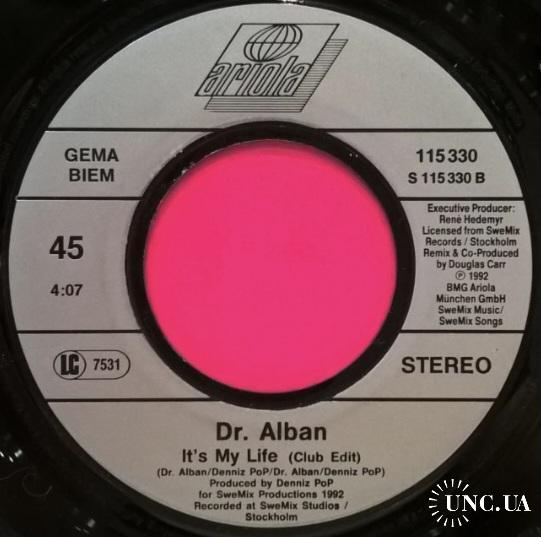 ariola
GEMA
BIEM
115 330
S 115 330 B
45
4:07
Executive Producer:
René Hedemyr
Licensed from SweMix
Records / Stockholm
Remix & Co-Produced
by Douglas Carr
℗ 1992
BMG Ariola
München GmbH
SweMix Music/
SweMix Songs
LC 7531
STEREO
Dr. Alban
It's My Life (Club Edit)
(Dr. Alban/Denniz PoP/Dr. Alban/Denniz PoP)
Produced by Denniz PoP
for SweMix Productions 1992
Recorded at SweMix Studios /
Stockholm
UNC.UA